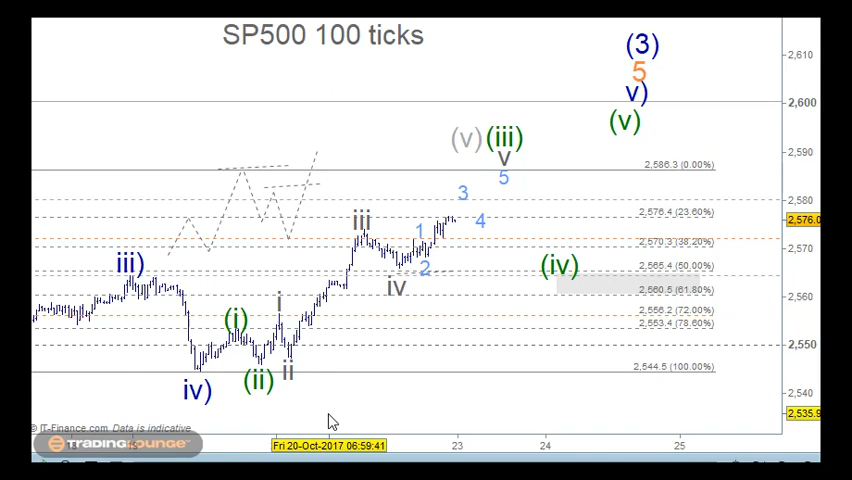 SP500 100 ticks
(3)
5
v)
(v)
2,610
2,600
(v) (iii)
v
5
2,590
2,586.3 (0.00%)
3
2,580
iii
1
4
2,576.4 (23.60%)
2,576.0
2,570.3 (38.20%)
2,570
iii)
2
iv
(iv)
2,565.4 (50.00%)
2,560.5 (61.80%)
2,560
i
(i)
2,556.2 (72.00%)
2,553.4 (78.60%)
2,550
ii
(ii)
iv)
2,544.5 (100.00%)
2,540
2,535.9
© IT-Finance.com Data is indicative
TRADINGLOUNGE
18
Fri 20-Oct-2017 06:59:41
23
24
25